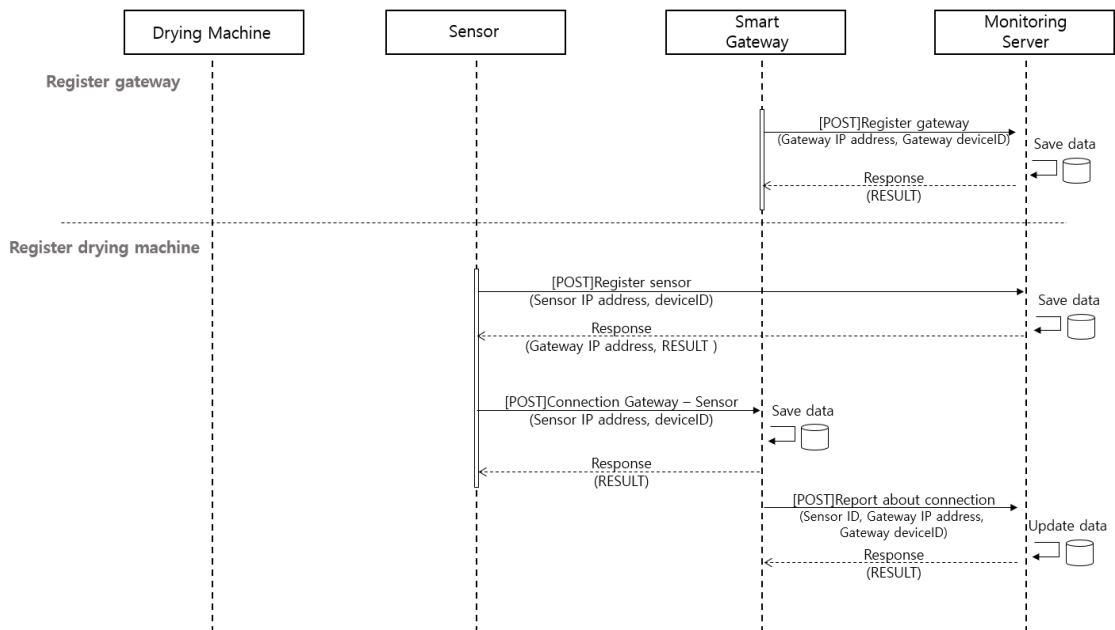 Drying Machine
Sensor
Smart
Gateway
Monitoring
Server
Register gateway
[POST]Register gateway
(Gateway IP address, Gateway deviceID)
Save data
Response
(RESULT)
Register drying machine
[POST]Register sensor
(Sensor IP address, deviceID)
Save data
Response
(Gateway IP address, RESULT )
[POST]Connection Gateway – Sensor
(Sensor IP address, deviceID)
Save data
Response
(RESULT)
[POST]Report about connection
(Sensor ID, Gateway IP address,
Gateway deviceID)
Update data
Response
(RESULT)